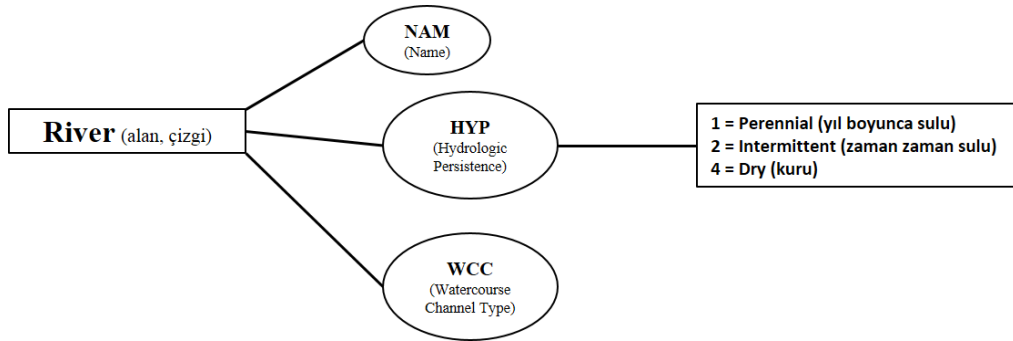 NAM
(Name)
River (alan, çizgi)
HYP
(Hydrologic
Persistence)
1 = Perennial (yıl boyunca sulu)
2 = Intermittent (zaman zaman sulu)
4 = Dry (kuru)
WCC
(Watercourse
Channel Type)